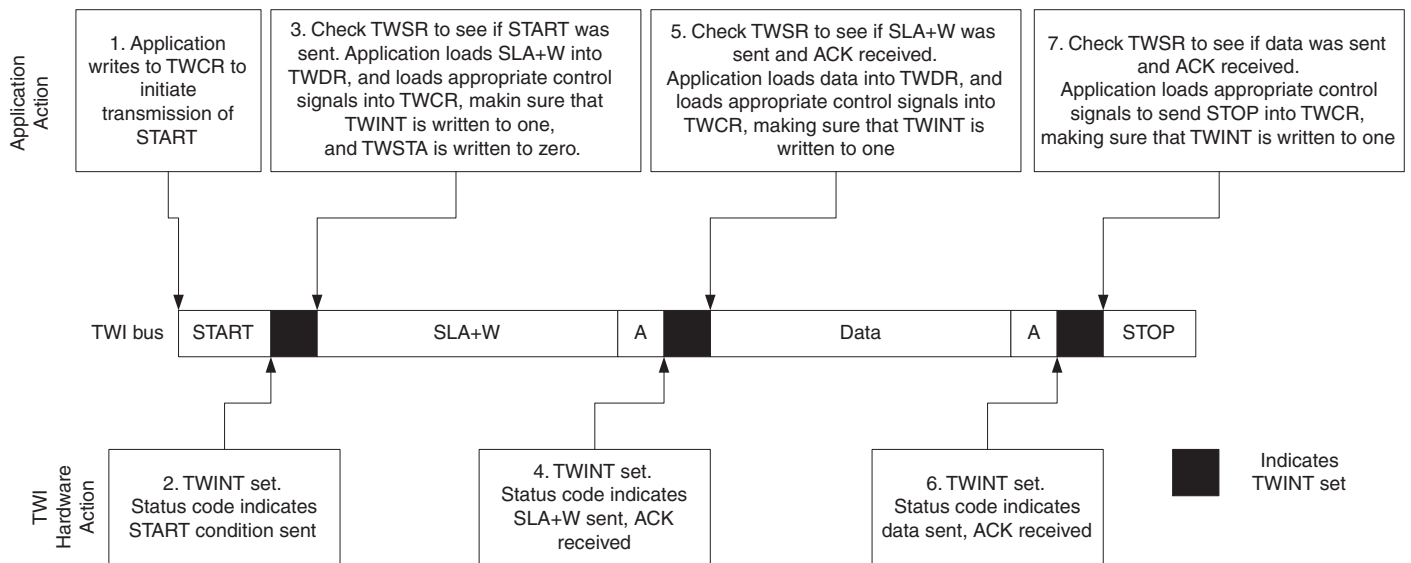 Application
Action
1. Application
writes to TWCR to
initiate
transmission of
START
3. Check TWSR to see if START was
sent. Application loads SLA+W into
TWDR, and loads appropriate control
signals into TWCR, makin sure that
TWINT is written to one,
and TWSTA is written to zero.
5. Check TWSR to see if SLA+W was
sent and ACK received.
Application loads data into TWDR, and
loads appropriate control signals into
TWCR, making sure that TWINT is
written to one
7. Check TWSR to see if data was sent
and ACK received.
Application loads appropriate control
signals to send STOP into TWCR,
making sure that TWINT is written to one
TWI bus
START
SLA+W
A
Data
A
STOP
TWI
Hardware
Action
2. TWINT set.
Status code indicates
START condition sent
4. TWINT set.
Status code indicates
SLA+W sent, ACK
received
6. TWINT set.
Status code indicates
data sent, ACK received
Indicates
TWINT set